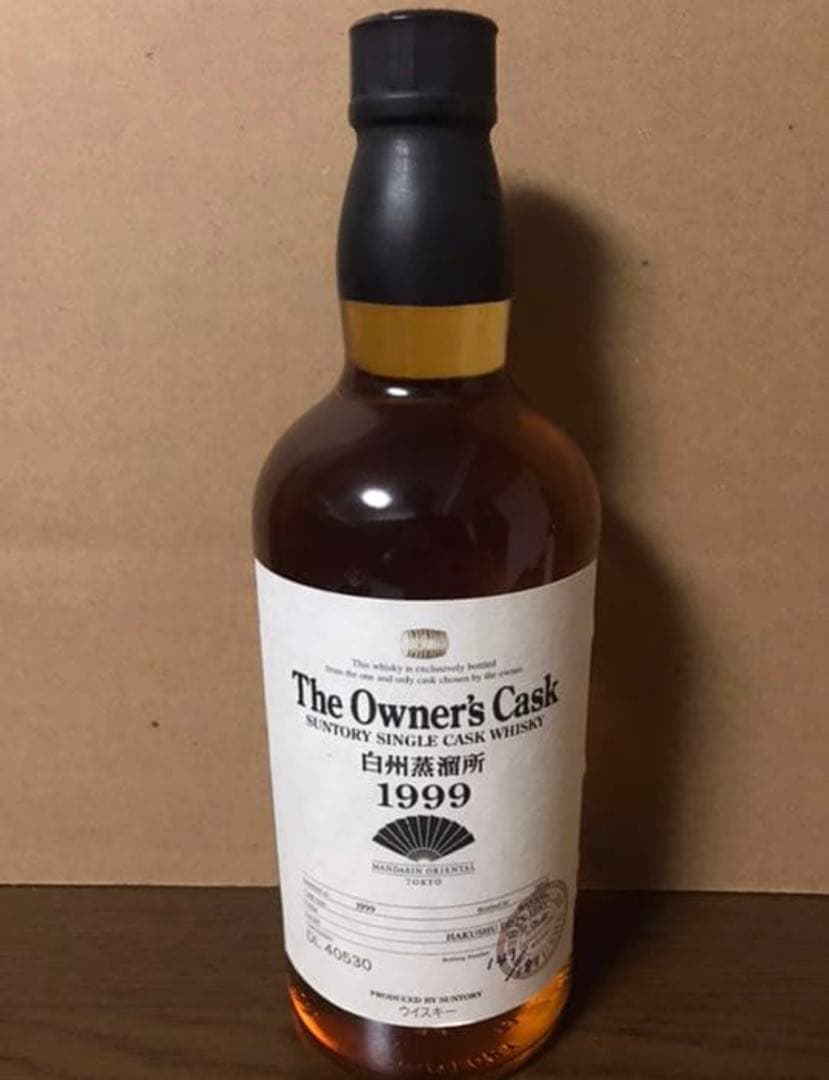 This whisky is exclusively bottled
from the one and only cask chosen by the owner.
The Owner's Cask
SUNTORY SINGLE CASK WHISKY
白州蒸溜所
1999
MANDARIN ORIENTAL
TOKYO
1999
HAKUSHU
DL 40530
Bottling Number
PRODUCED BY SUNTORY
ウイスキー